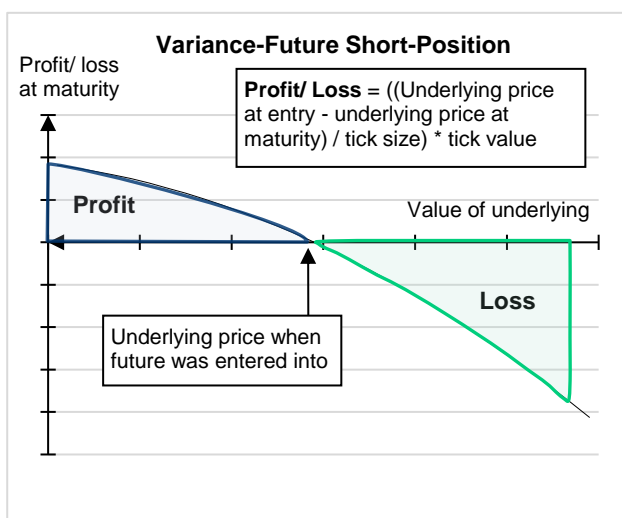 Variance-Future Short-Position
Profit/ loss
at maturity
Profit/ Loss = ((Underlying price
at entry - underlying price at
maturity) / tick size) * tick value
Profit
Value of underlying
Loss
Underlying price when
future was entered into